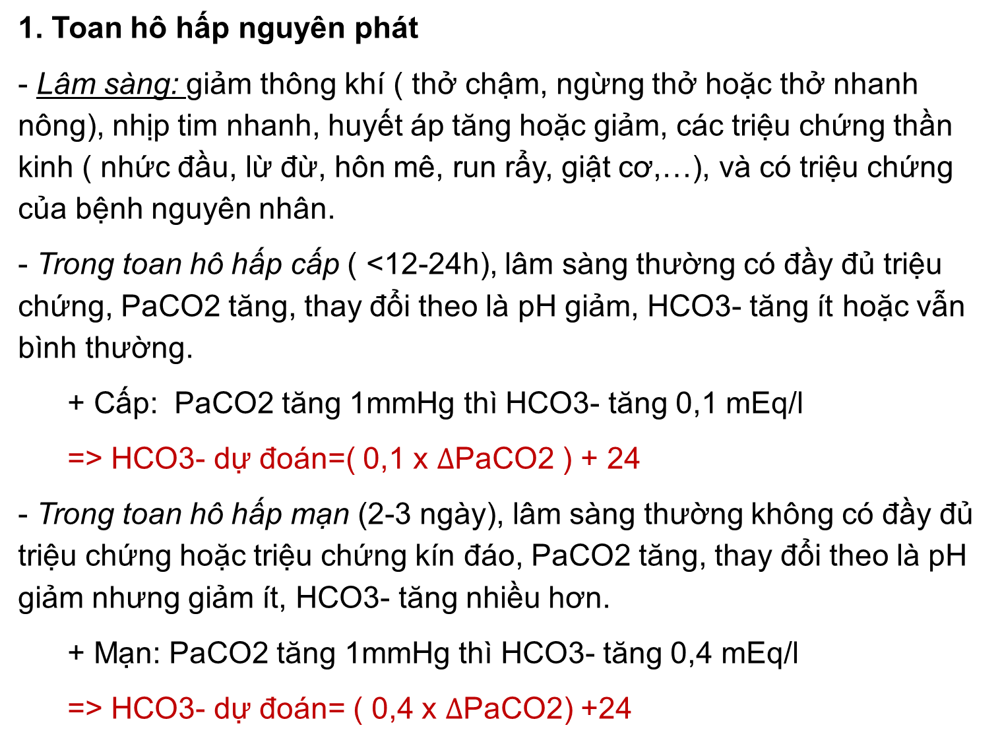 1. Toan hô hấp nguyên phát
- Lâm sàng: giảm thông khí ( thở chậm, ngừng thở hoặc thở nhanh
nông), nhịp tim nhanh, huyết áp tăng hoặc giảm, các triệu chứng thần
kinh ( nhức đầu, lừ đừ, hôn mê, run rẩy, giật cơ,...), và có triệu chứng
của bệnh nguyên nhân.
- Trong toan hô hấp cấp ( <12-24h), lâm sàng thường có đầy đủ triệu
chứng, PaCO2 tăng, thay đổi theo là pH giảm, HCO3- tăng ít hoặc vẫn
bình thường.
+ Cấp:  PaCO2 tăng 1mmHg thì HCO3- tăng 0,1 mEq/l
=> HCO3- dự đoán=( 0,1 x ΔPaCO2 ) + 24
- Trong toan hô hấp mạn (2-3 ngày), lâm sàng thường không có đầy đủ
triệu chứng hoặc triệu chứng kín đáo, PaCO2 tăng, thay đổi theo là pH
giảm nhưng giảm ít, HCO3- tăng nhiều hơn.
+ Mạn: PaCO2 tăng 1mmHg thì HCO3- tăng 0,4 mEq/l
=> HCO3- dự đoán= ( 0,4 x ΔPaCO2) +24